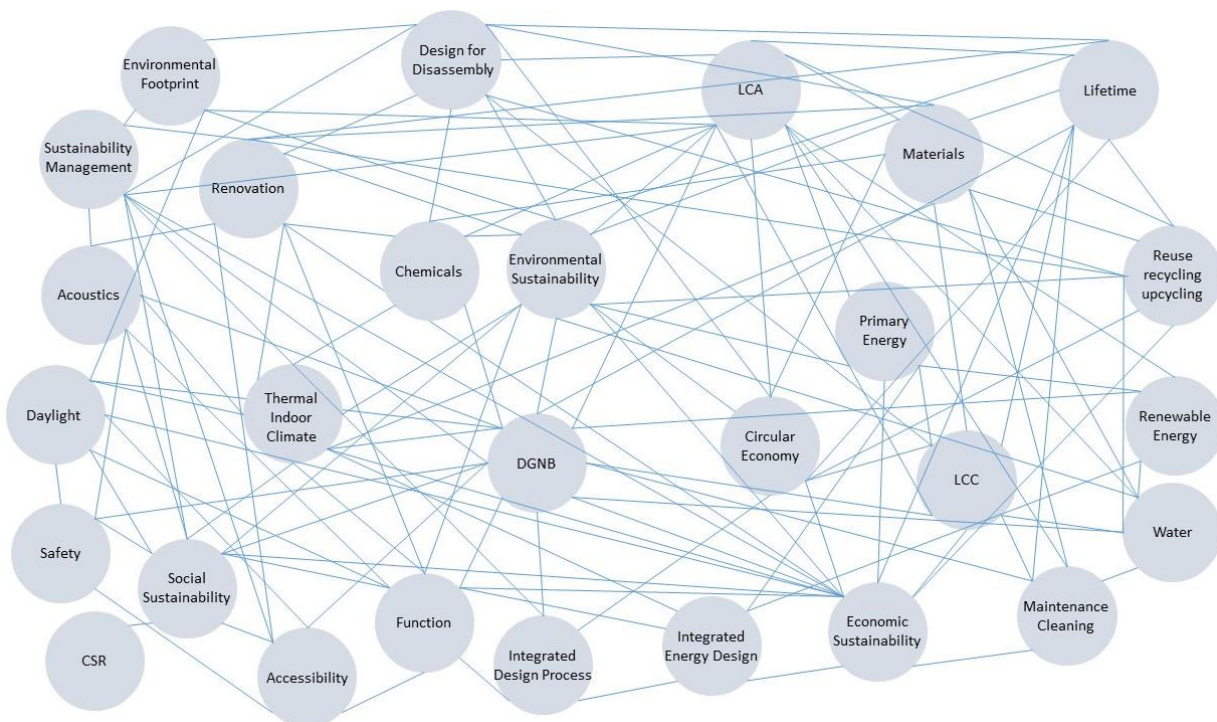 Environmental
Footprint
Design for
Disassembly
LCA
Lifetime
Sustainability
Management
Renovation
Materials
Chemicals
Environmental
Sustainability
Reuse
recycling
upcycling
Acoustics
Primary
Energy
Daylight
Thermal
Indoor
Climate
DGNB
Circular
Economy
LCC
Renewable
Energy
Water
Safety
Social
Sustainability
Function
Integrated
Design Process
Integrated
Energy Design
Economic
Sustainability
Maintenance
Cleaning
CSR
Accessibility